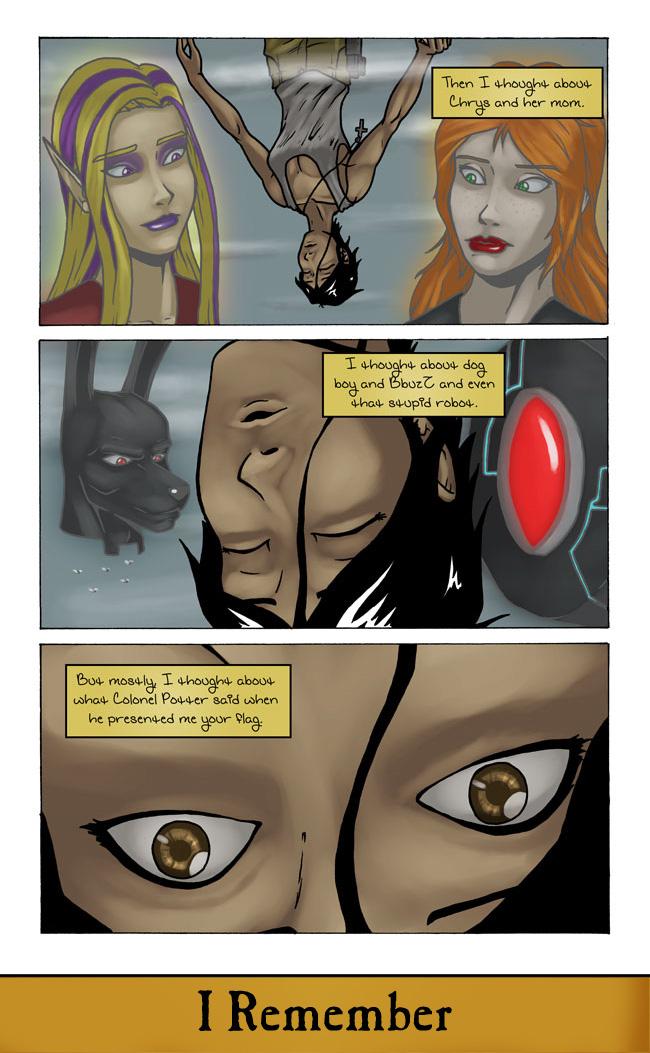 Then I thought about
Chrys and her mom.
I thought about dog
boy and BbuzZ and even
that stupid robot.
But mostly, I thought about
what Colonel Potter said when
he presented me your flag.
I Remember